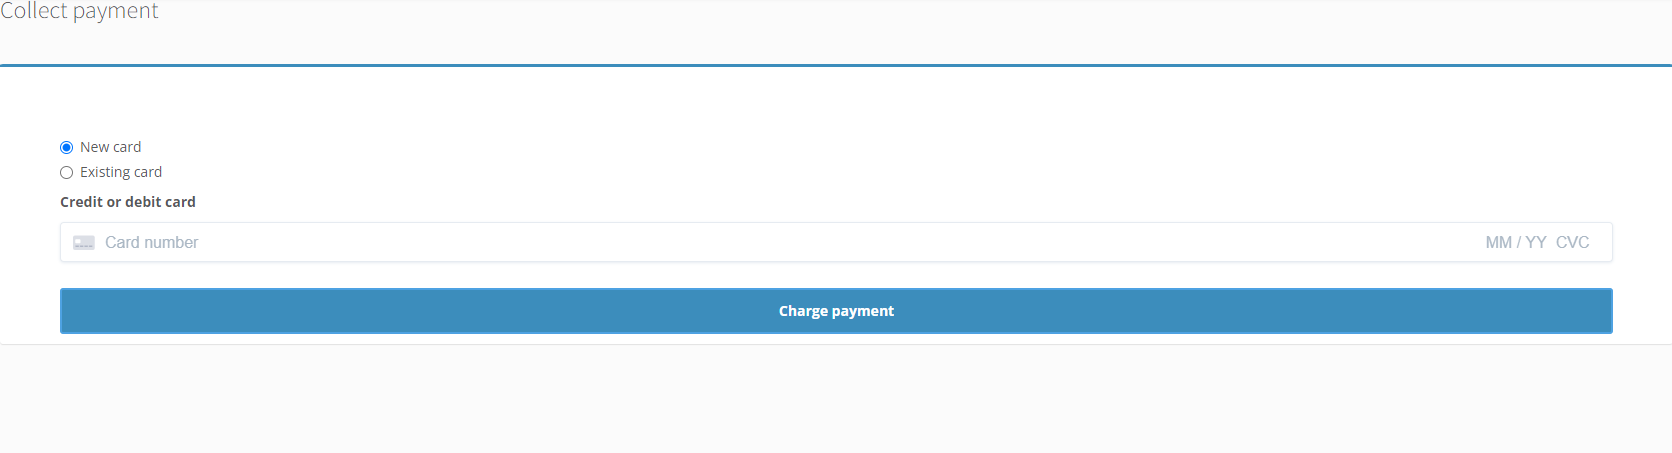 Collect payment
New card
Existing card
Credit or debit card
Card number MM / YY CVC
Charge payment